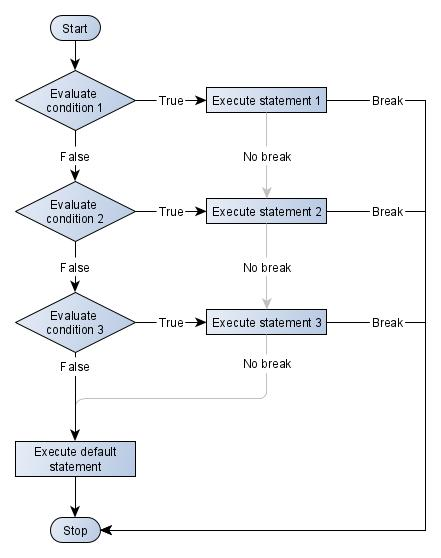 Start
Evaluate
condition 1
True
Execute statement 1
Break
False
No break
Evaluate
condition 2
True
Execute statement 2
Break
False
No break
Evaluate
condition 3
True
Execute statement 3
Break
False
No break
Execute default
statement
Stop